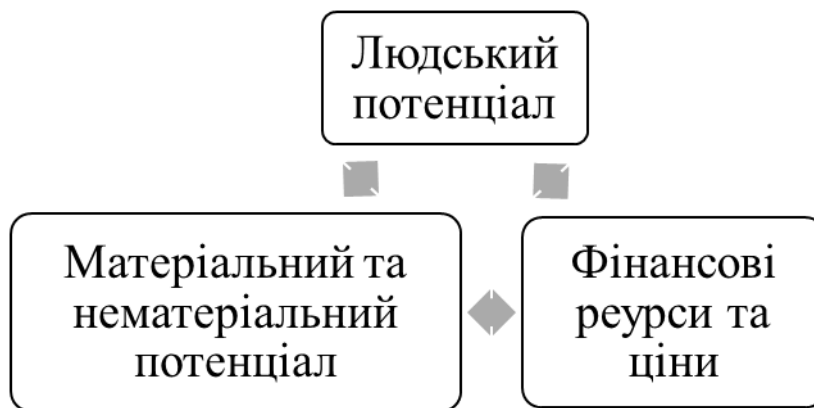 Людський
потенціал
Матеріальний та
нематеріальний
потенціал
Фінансові
реурси та
ціни